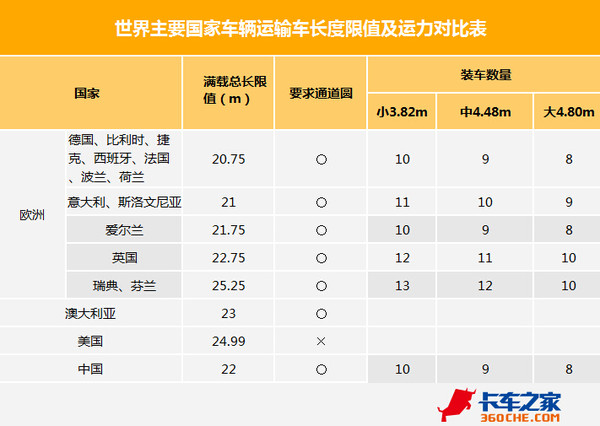 世界主要国家车辆运输车长度限值及运力对比表
国家 满载总长限值（m） 要求通道圆 装车数量
小3.82m 中4.48m 大4.80m
欧洲
德国、比利时、捷
克、西班牙、法国
、波兰、荷兰 20.75 ○ 10 9 8
意大利、斯洛文尼亚 21 ○ 11 10 9
爱尔兰 21.75 ○ 10 9 8
英国 22.75 ○ 12 11 10
瑞典、芬兰 25.25 ○ 13 12 10
澳大利亚 23 ○
美国 24.99 ×
中国 22 ○ 10 9 8
卡车之家
360CHE.COM